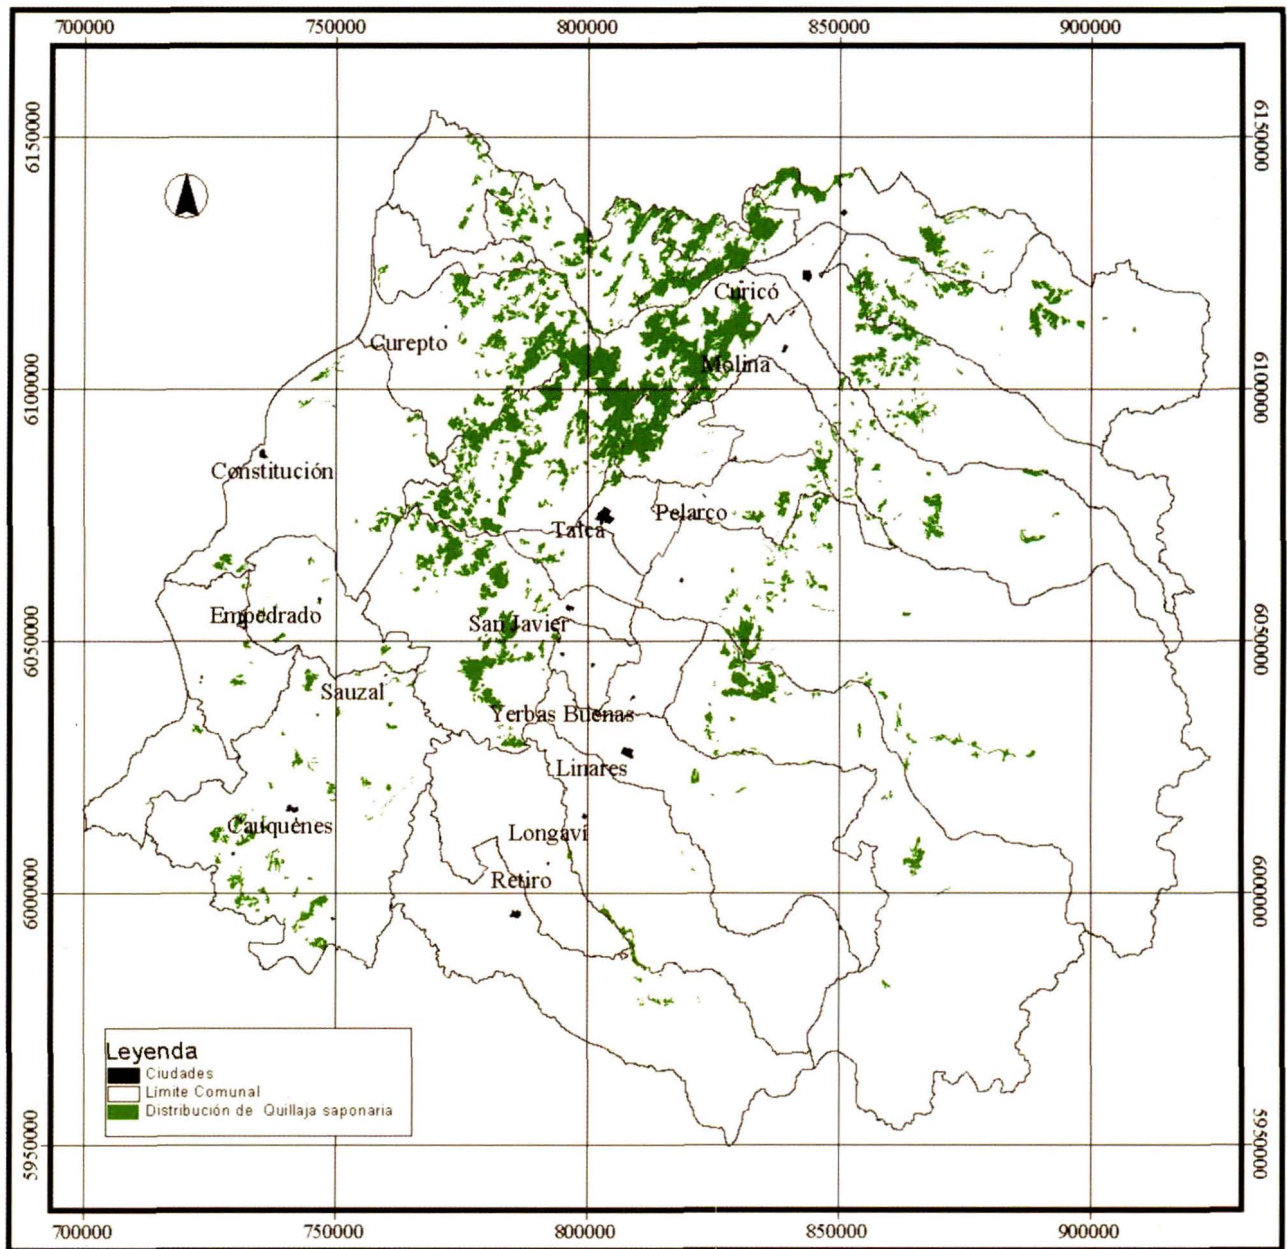 700000 750000 800000 850000 900000
6150000 6150000
Curicó
Curepto
Molina
6100000 6100000
Constitución
Pelarco
Talca
Empedrado
San Javier
6050000 6050000
Sauzal
Yerbas Buenas
Linares
Cauquenes
Longaví
Retiro
6000000 6000000
Leyenda
Ciudades
Límite Comunal
Distribución de Quillaja saponaria
5950000 5950000
700000 750000 800000 850000 900000